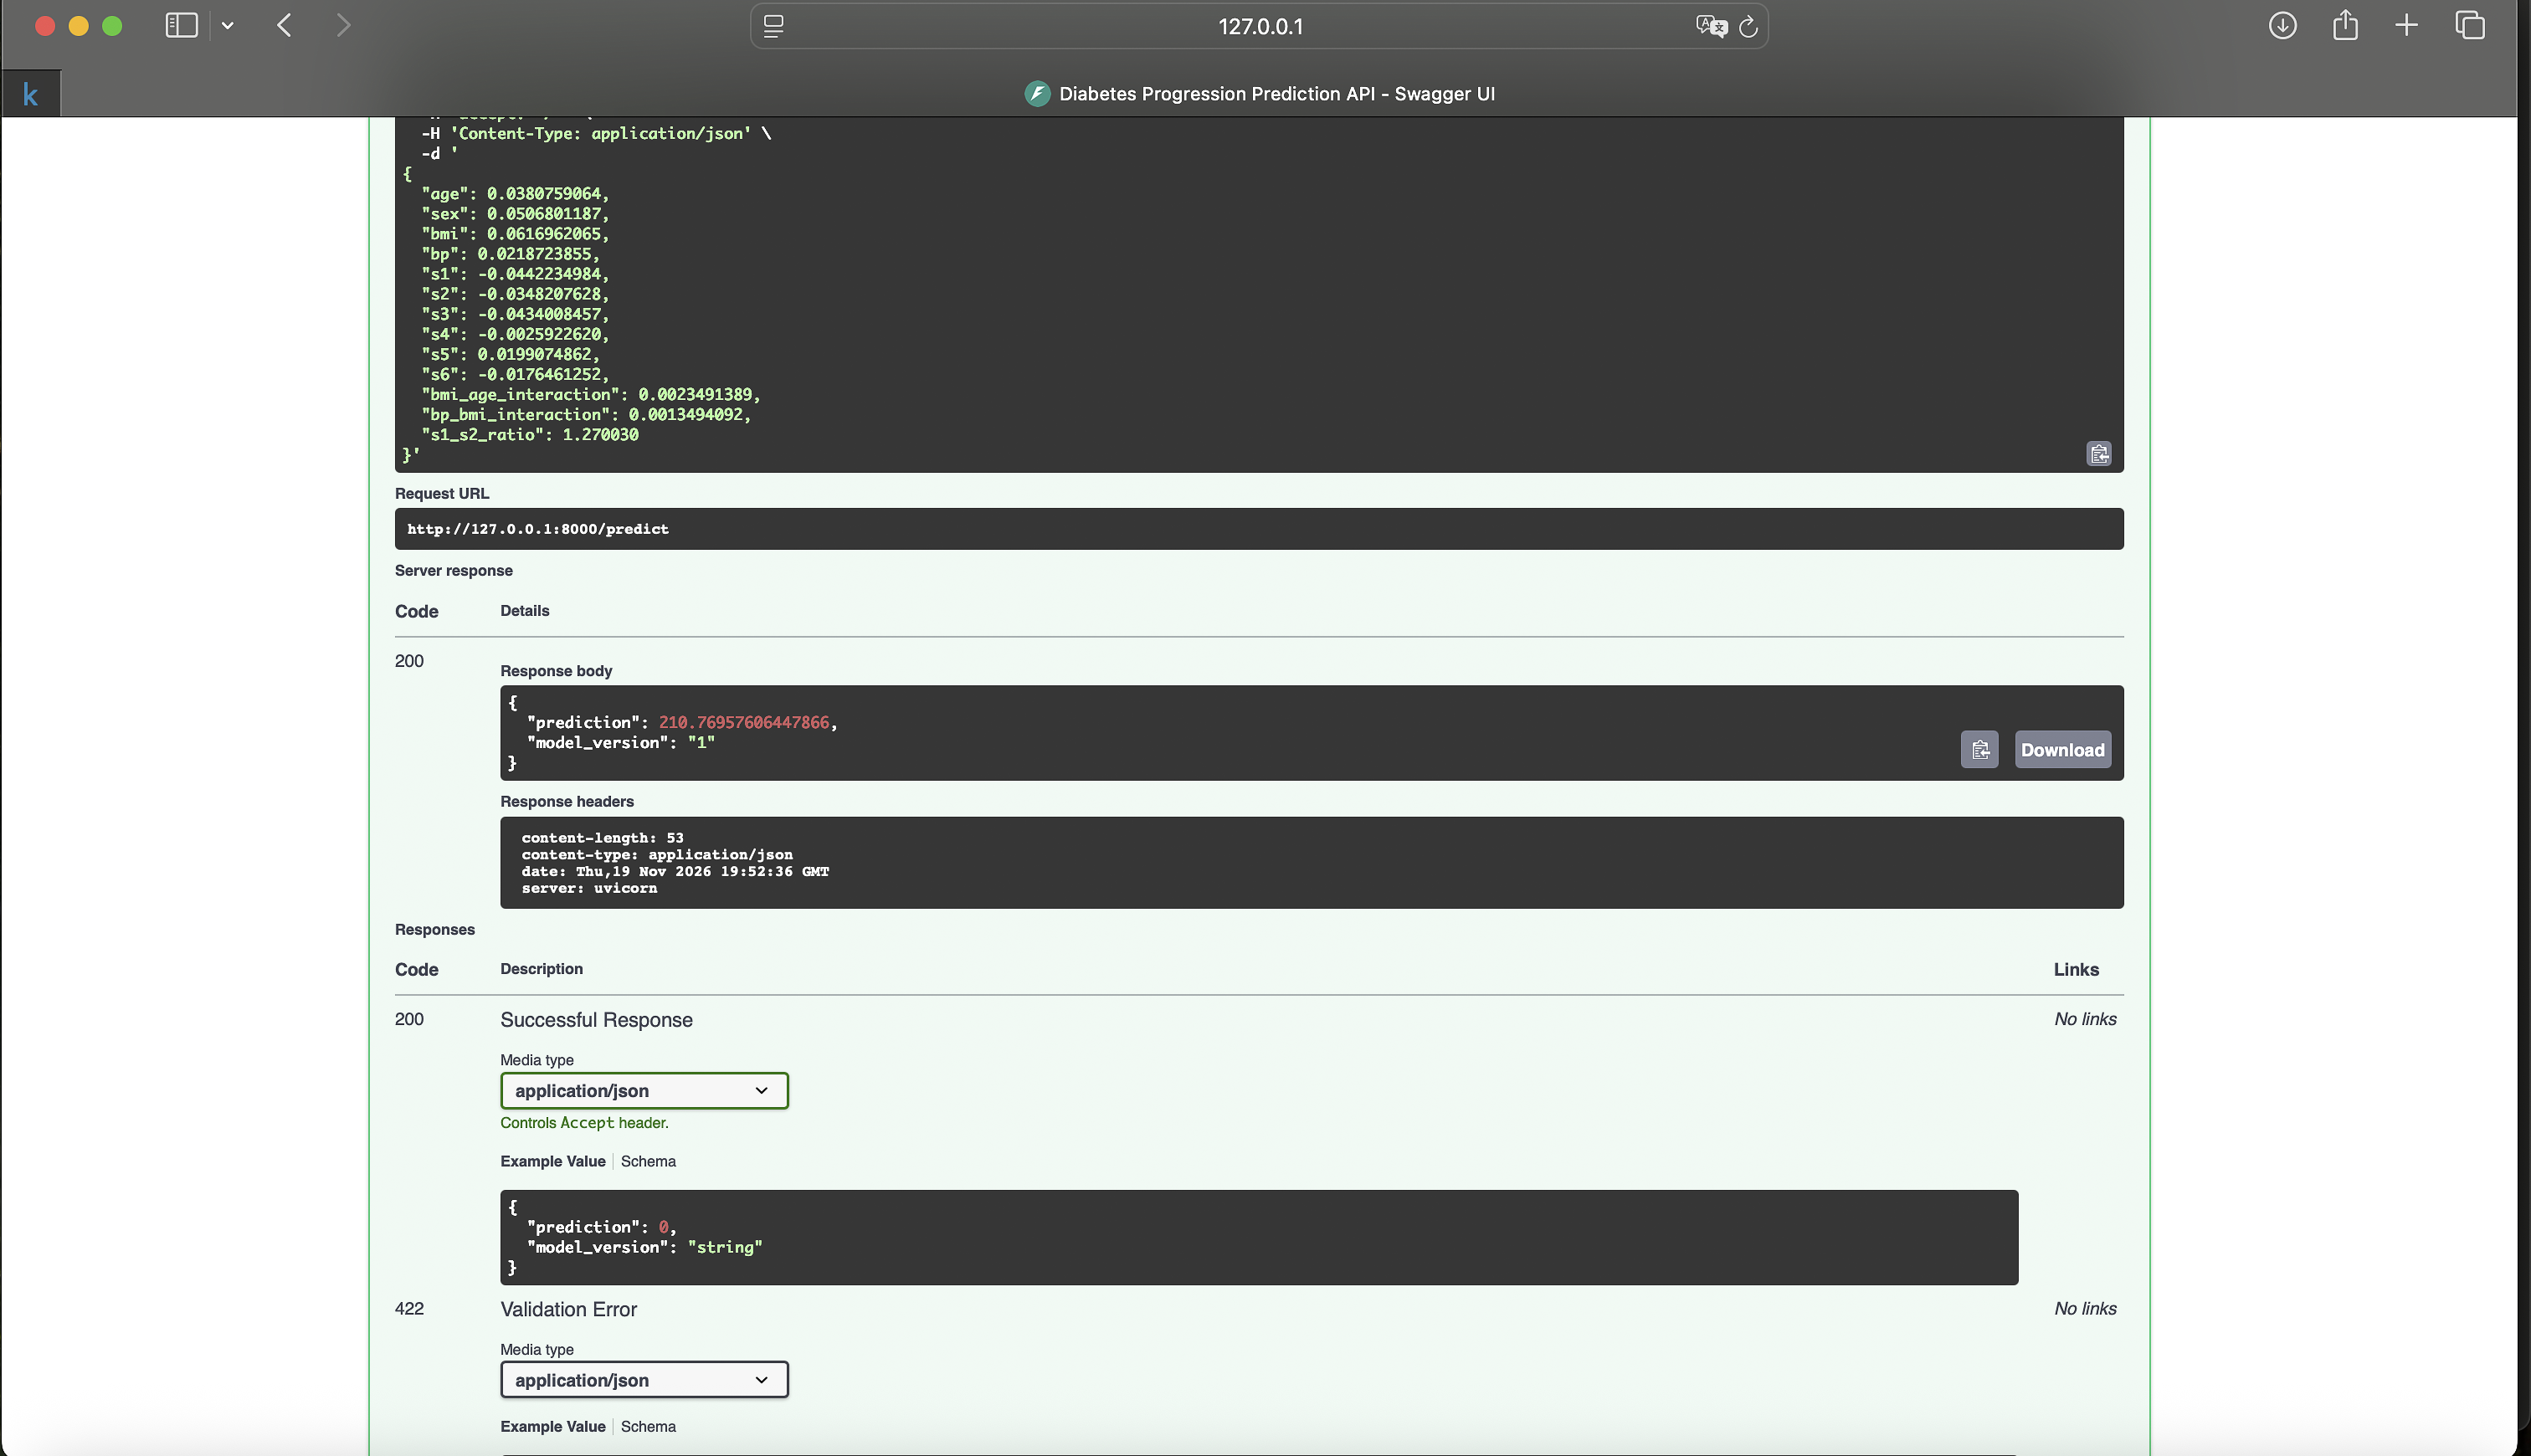 127.0.0.1
k
Diabetes Progression Prediction API - Swagger UI
-H 'Content-Type: application/json' \
-d '
{
"age": 0.0380759064,
"sex": 0.0506801187,
"bmi": 0.0616962065,
"bp": 0.0218723855,
"s1": -0.0442234984,
"s2": -0.0348207628,
"s3": -0.0434008457,
"s4": -0.0025922620,
"s5": 0.0199074862,
"s6": -0.0176461252,
"bmi_age_interaction": 0.0023491389,
"bp_bmi_interaction": 0.0013494092,
"s1_s2_ratio": 1.270030
}'
Request URL
http://127.0.0.1:8000/predict
Server response
Code Details
200
Response body
{
"prediction": 210.76957606447866,
"model_version": "1"
}
Download
Response headers
content-length: 53
content-type: application/json
date: Thu,19 Nov 2026 19:52:36 GMT
server: uvicorn
Responses
Code Description Links
200 Successful Response No links
Media type
application/json
Controls Accept header.
Example Value Schema
{
"prediction": 0,
"model_version": "string"
}
422 Validation Error No links
Media type
application/json
Example Value Schema